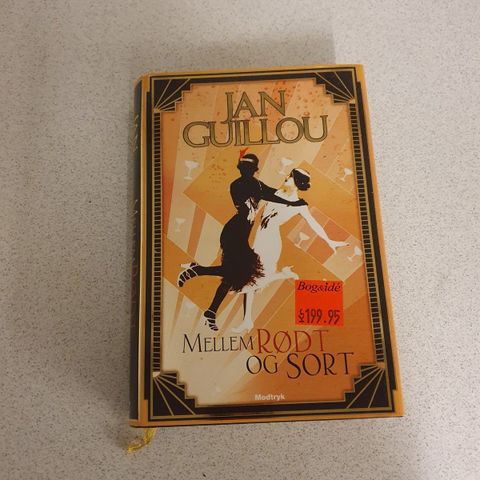 JAN
GUILLOU
Bog&idé
199.95
MELLEM RØDT
OG SORT
Modtryk